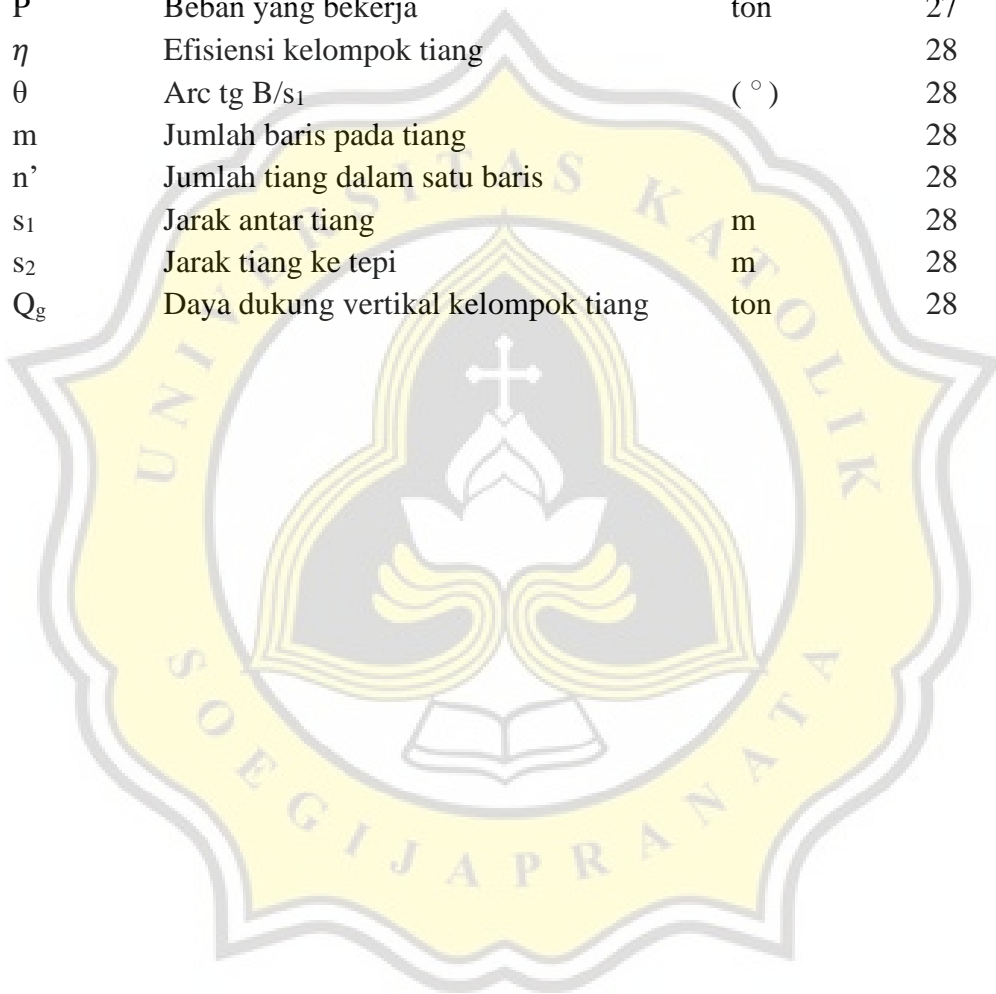 P Beban yang bekerja ton 27
η Efisiensi kelompok tiang 28
θ Arc tg B/s₁ ( ° ) 28
m Jumlah baris pada tiang 28
n’ Jumlah tiang dalam satu baris 28
s₁ Jarak antar tiang m 28
s₂ Jarak tiang ke tepi m 28
Qg Daya dukung vertikal kelompok tiang ton 28
UNIVERSITAS KATOLIK
SOEGIJAPRANATA